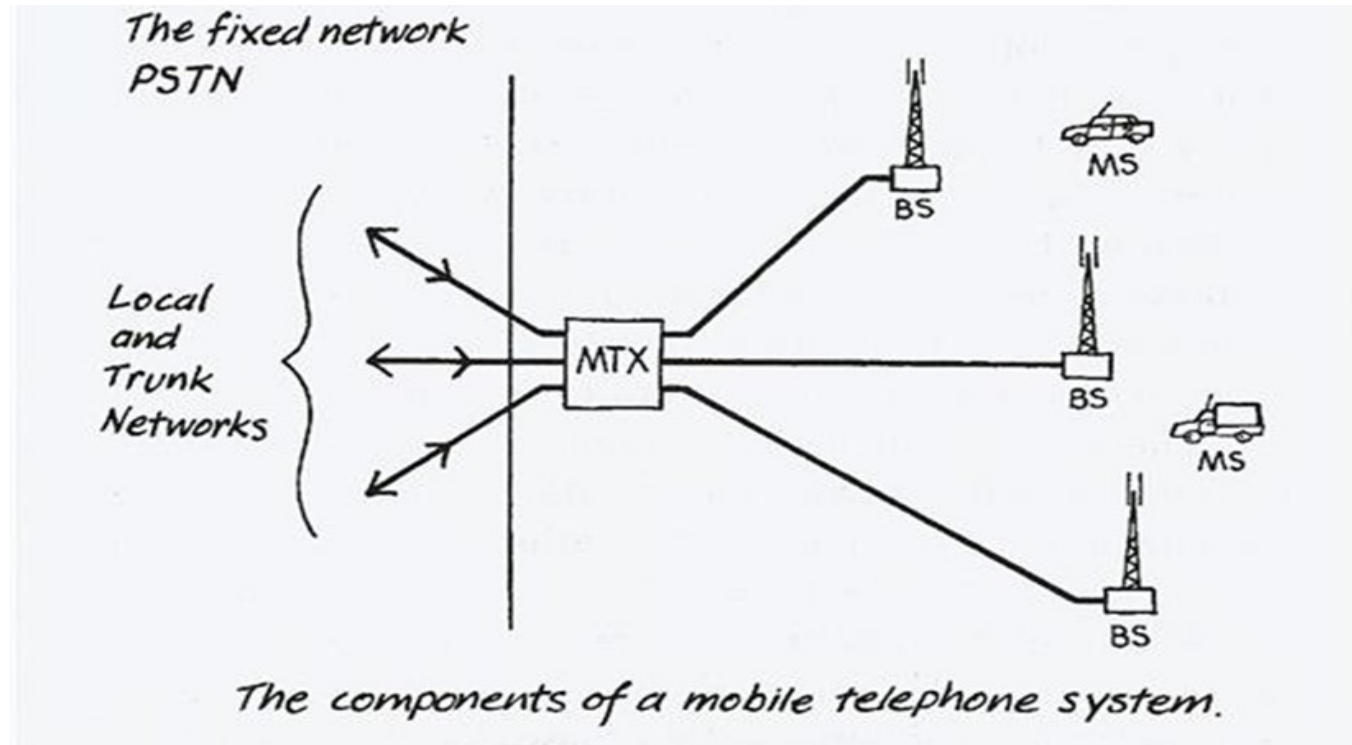 The fixed network
PSTN
BS
MS
Local
and
Trunk
Networks
MTX
BS
MS
BS
The components of a mobile telephone system.